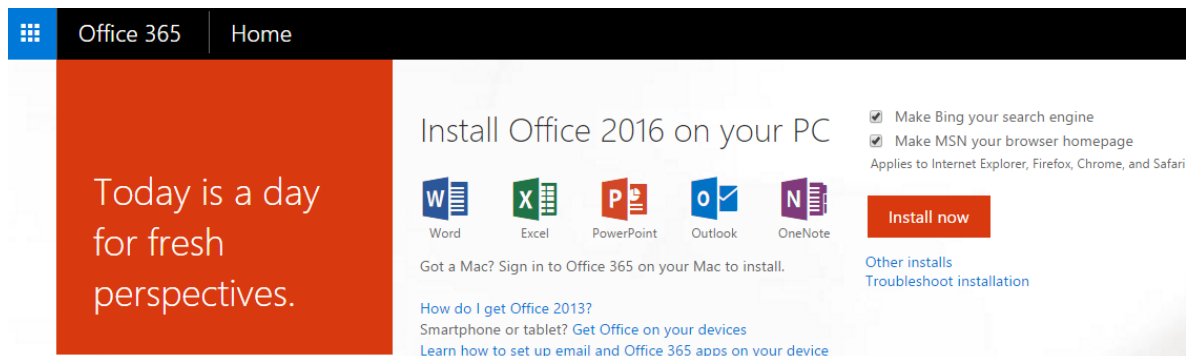 Office 365 Home
Today is a day
for fresh
perspectives.
Install Office 2016 on your PC
W X P O N
Word Excel PowerPoint Outlook OneNote
Got a Mac? Sign in to Office 365 on your Mac to install.
How do I get Office 2013?
Smartphone or tablet? Get Office on your devices
Learn how to set up email and Office 365 apps on your device
Make Bing your search engine
Make MSN your browser homepage
Applies to Internet Explorer, Firefox, Chrome, and Safari
Install now
Other installs
Troubleshoot installation